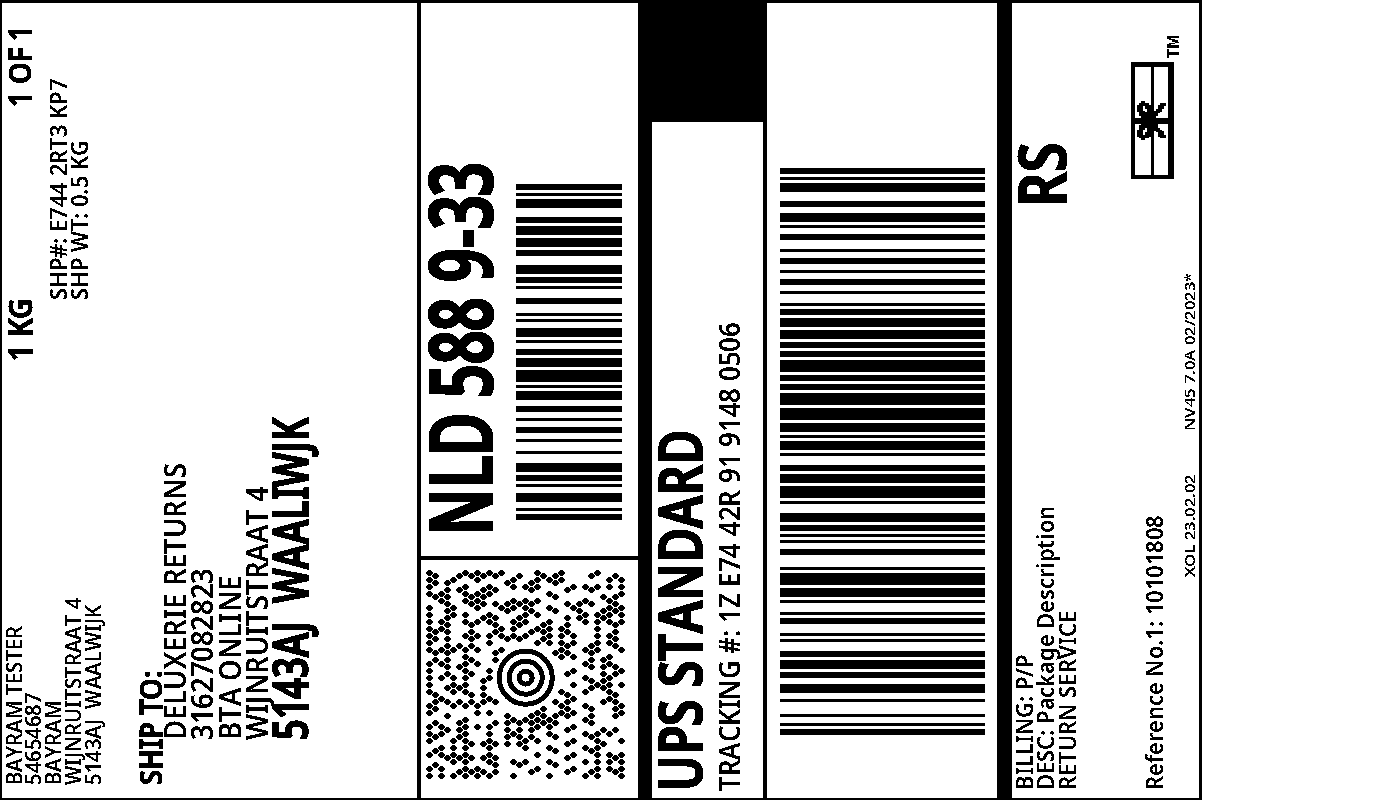 BAYRAM TESTER
54654687
BAYRAM
WIJNRUITSTRAAT 4
5143AJ WAALWIJK
1 KG
1 OF 1
SHP#: E744 2RT3 KP7
SHP WT: 0.5 KG
SHIP TO:
DELUXERIE RETURNS
31627082823
BTA ONLINE
WIJNRUITSTRAAT 4
5143AJ WAALIWJK
NLD 588 9-33
UPS STANDARD
TRACKING #: 1Z E74 42R 91 9148 0506
BILLING: P/P
DESC: Package Description
RETURN SERVICE
RS
TM
Reference No.1: 10101808
XOL 23.02.02 NV45 7.0A 02/2023*